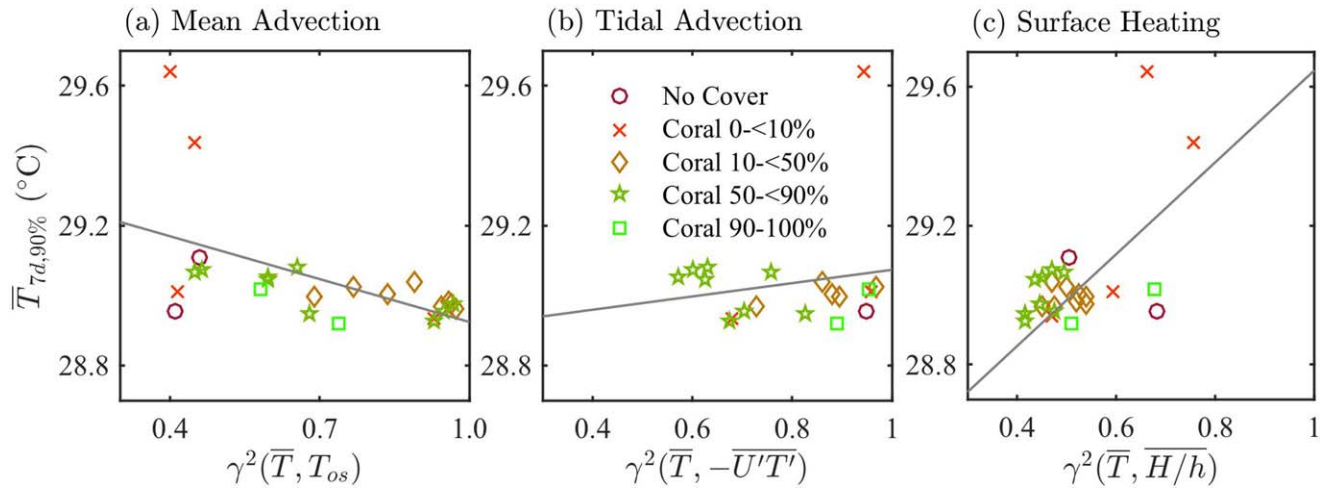 (a) Mean Advection
(b) Tidal Advection
(c) Surface Heating
T̅₇d,₉₀% (°C)
29.6
29.2
28.8
0.4 0.7 1.0
γ²(T̅, Tₒₛ)
29.6
29.2
28.8
No Cover
Coral 0-<10%
Coral 10-<50%
Coral 50-<90%
Coral 90-100%
0.4 0.6 0.8 1
γ²(T̅, −U̅'̅T̅'̅)
29.6
29.2
28.8
0.4 0.6 0.8 1
γ²(T̅, H̅/̅h̅)